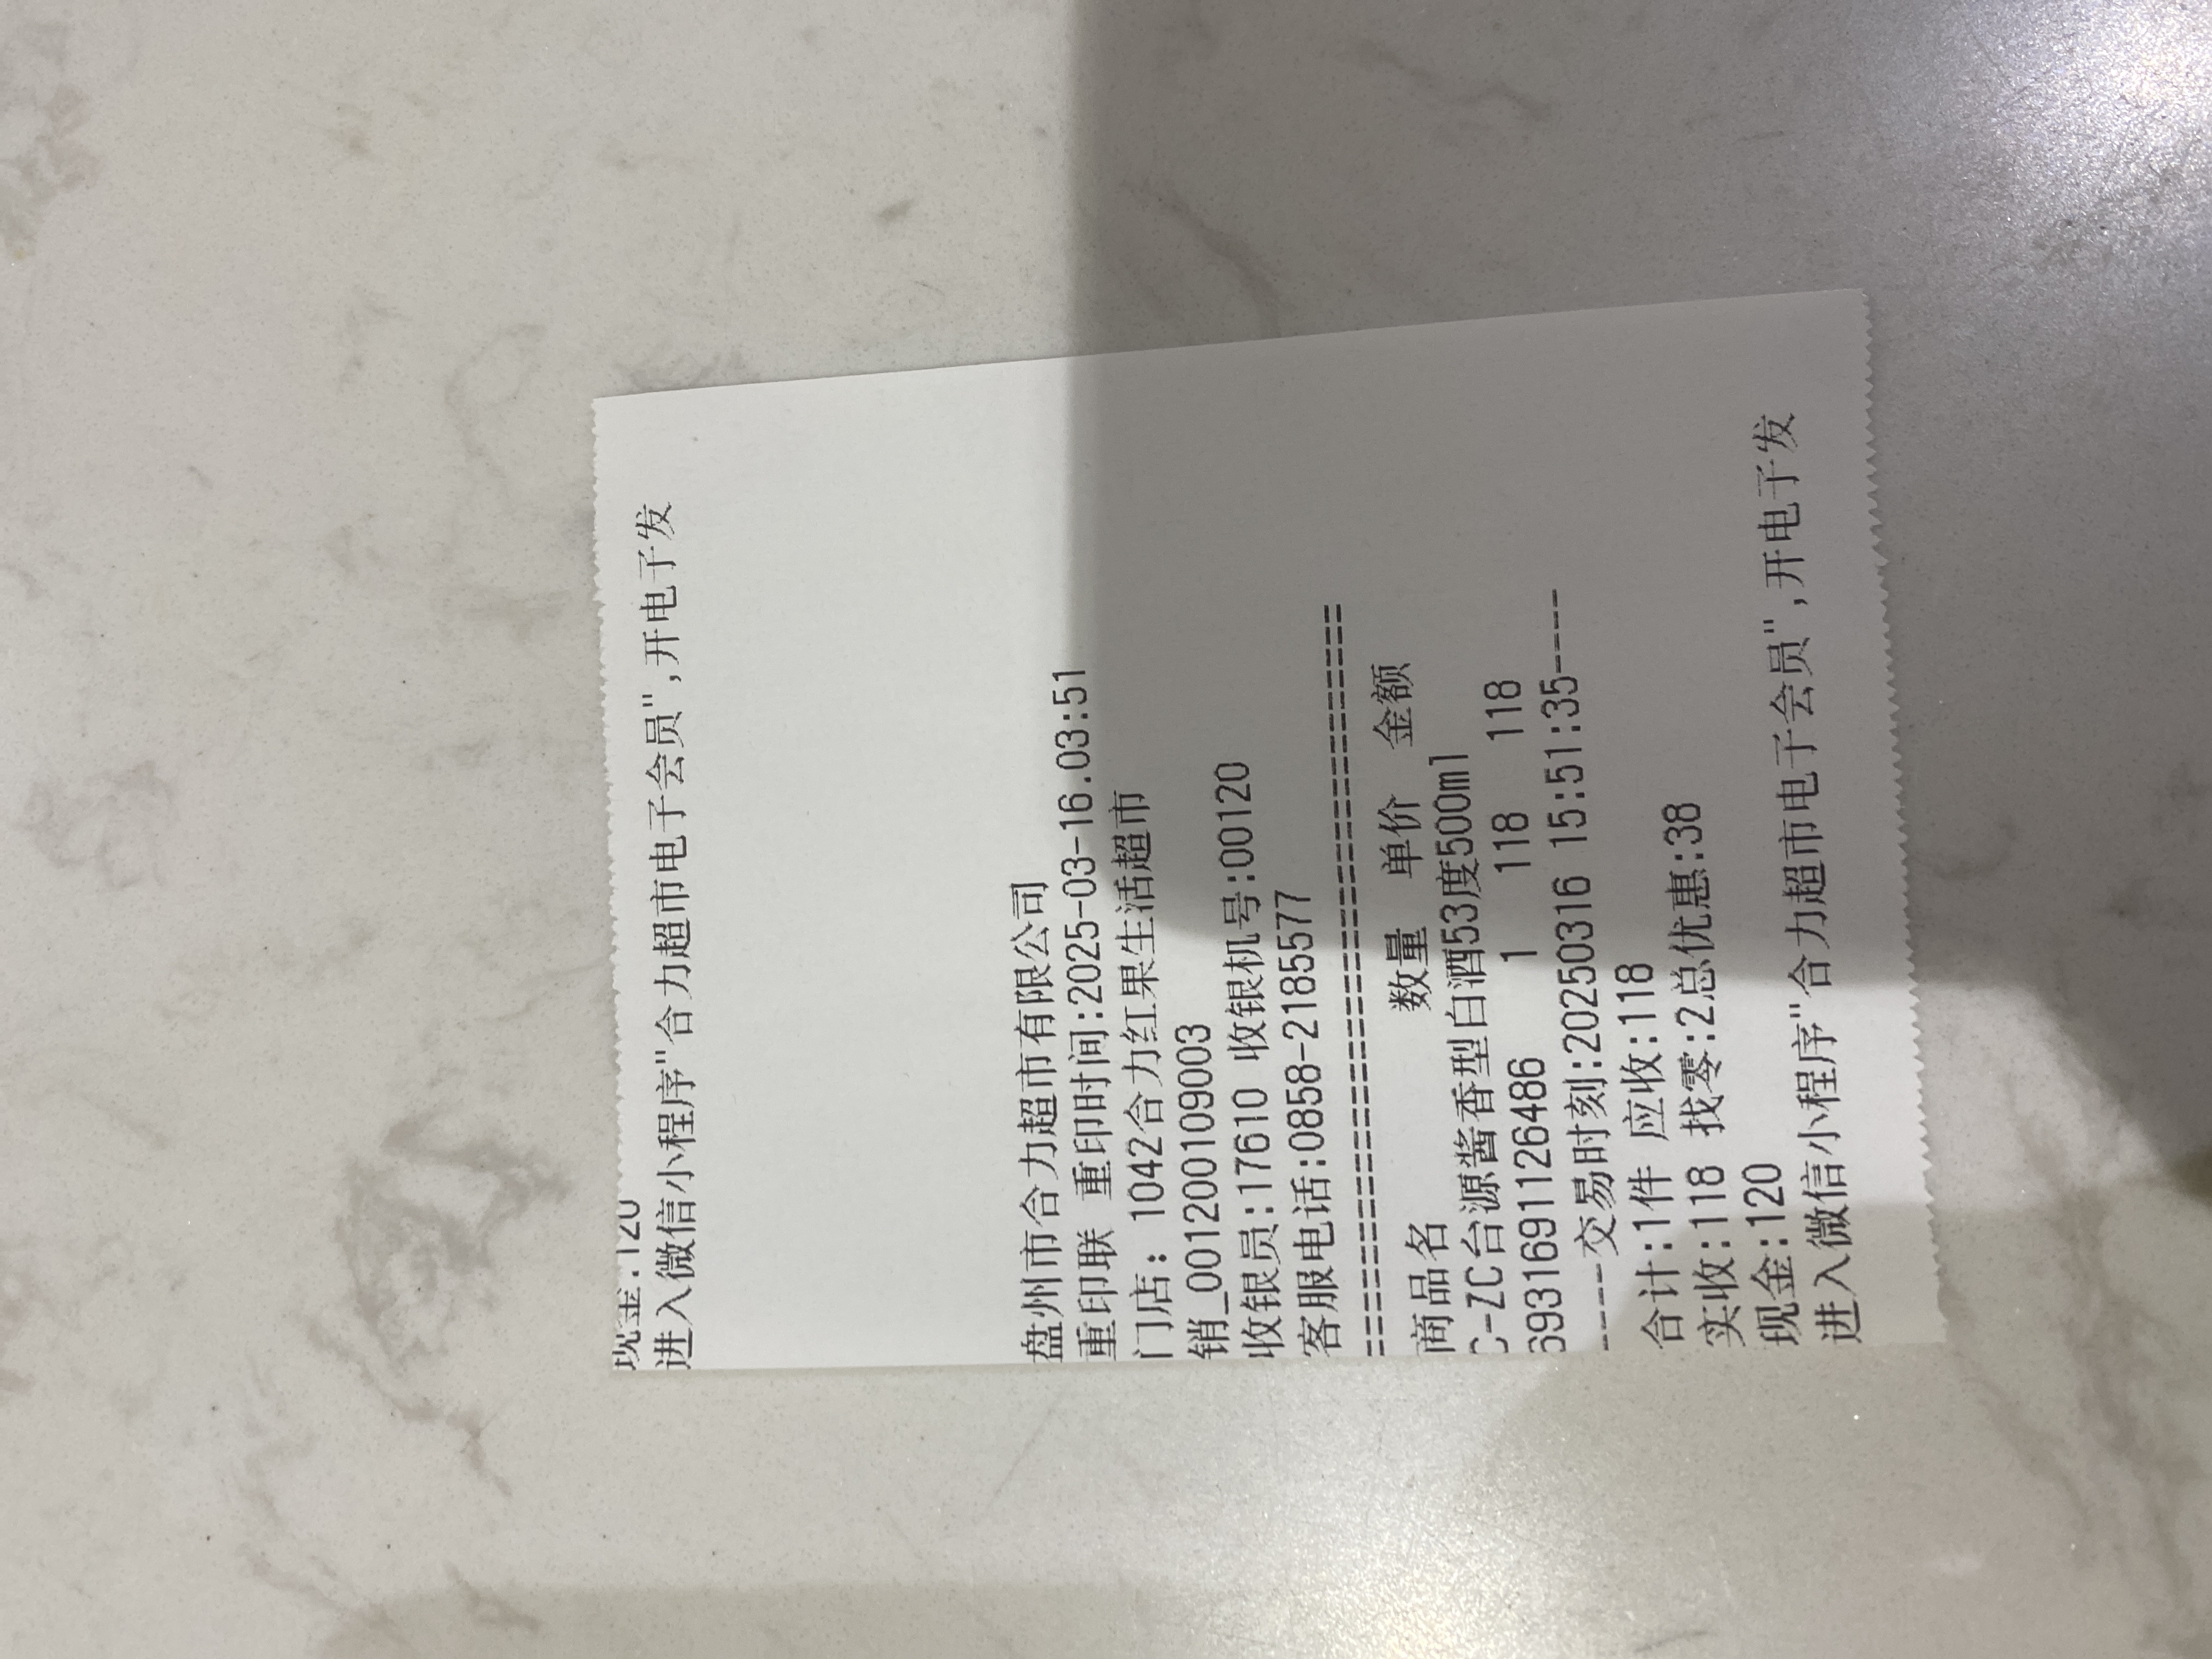 现金:120
进入微信小程序"合力超市电子会员",开电子发
盘州市合力超市有限公司
重印联 重印时间:2025-03-16.03:51
门店: 1042合力红果生活超市
销_001200109003
收银员:17610 收银机号:00120
客服电话:0858-2185577
==========================================
商品名 数量 单价 金额
C-ZC台源酱香型白酒53度500ml
6931691126486 1 118 118
-----交易时刻:20250316 15:51:35----
合计:1件 应收:118
实收:118 找零:2总优惠:38
现金:120
进入微信小程序"合力超市电子会员",开电子发